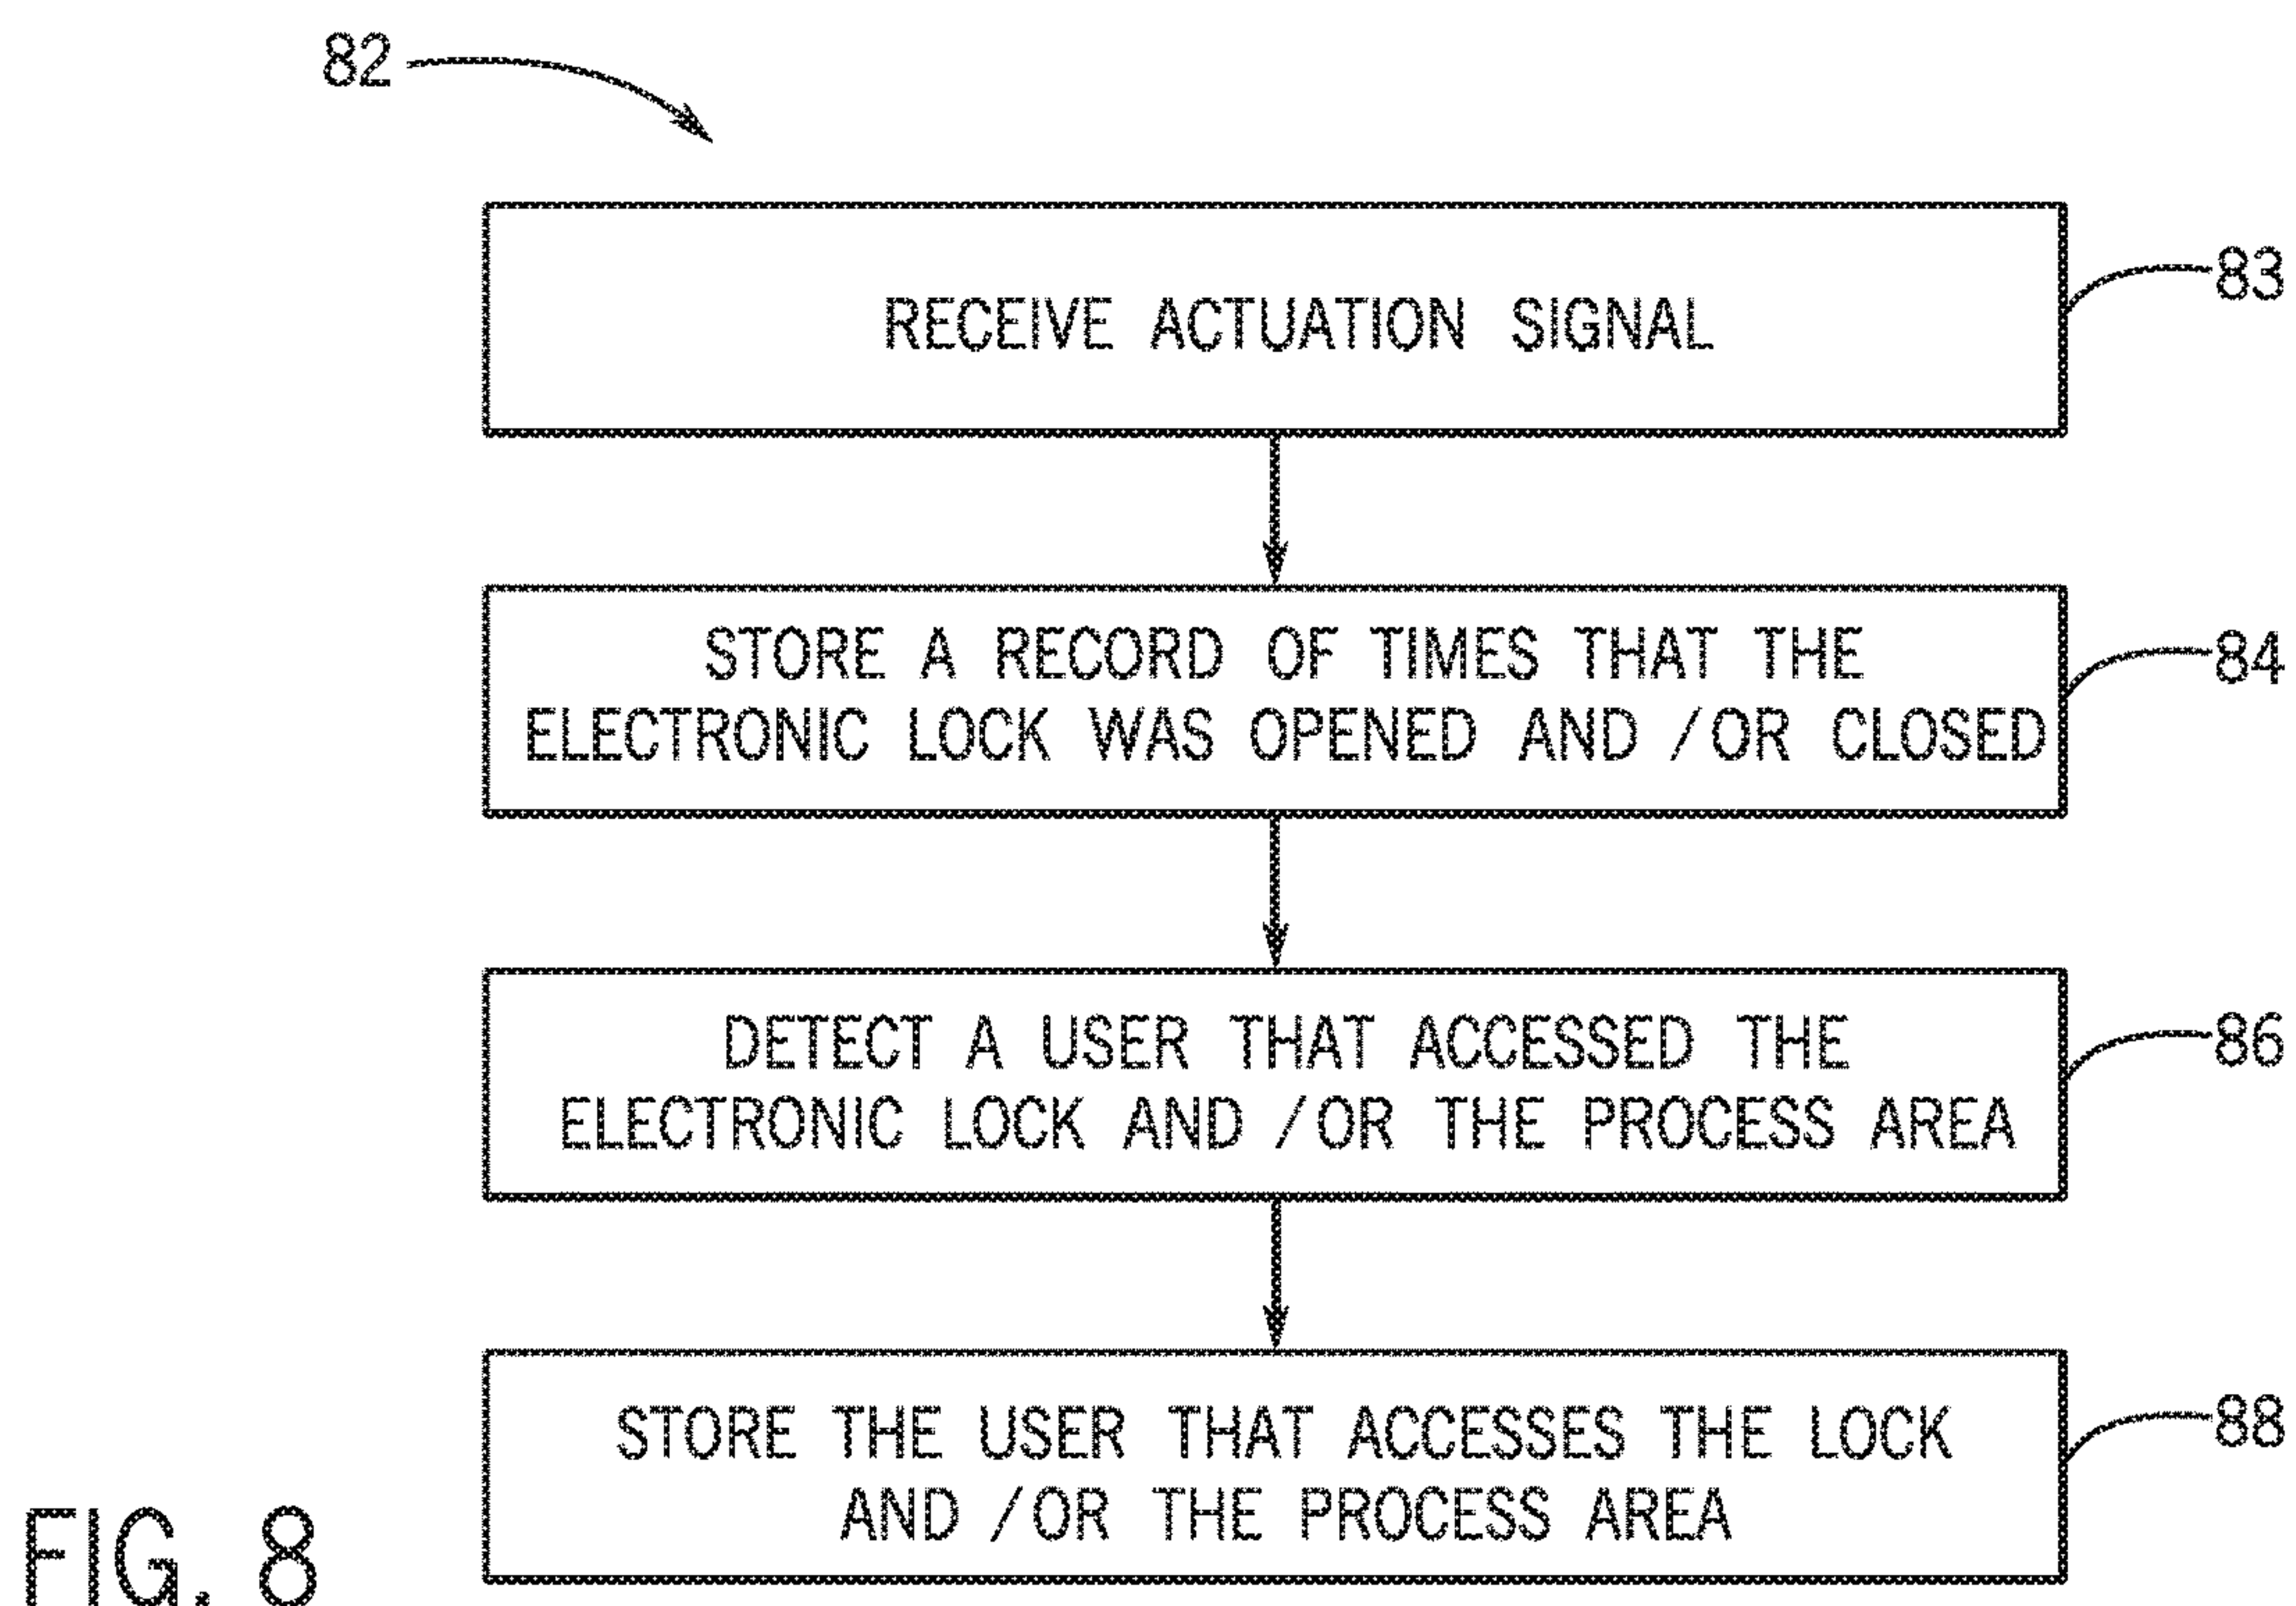 82
RECEIVE ACTUATION SIGNAL
83
STORE A RECORD OF TIMES THAT THE
ELECTRONIC LOCK WAS OPENED AND /OR CLOSED
84
DETECT A USER THAT ACCESSED THE
ELECTRONIC LOCK AND /OR THE PROCESS AREA
86
STORE THE USER THAT ACCESSES THE LOCK
AND /OR THE PROCESS AREA
88
FIG. 8